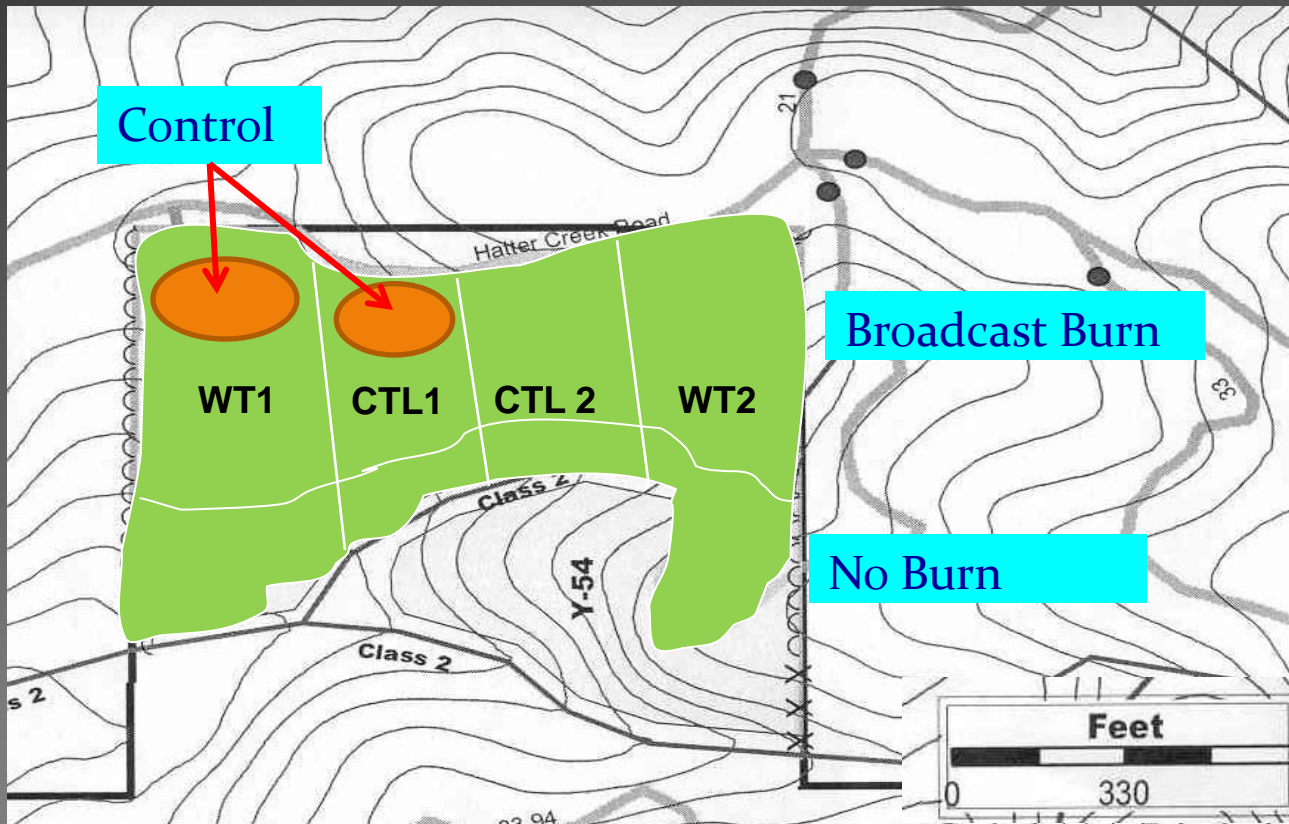 21
Control
Hatter Creek Road
Broadcast Burn
33
WT1
CTL1
CTL 2
WT2
Class 2
No Burn
Y-54
Class 2
s 2
Feet
0
330